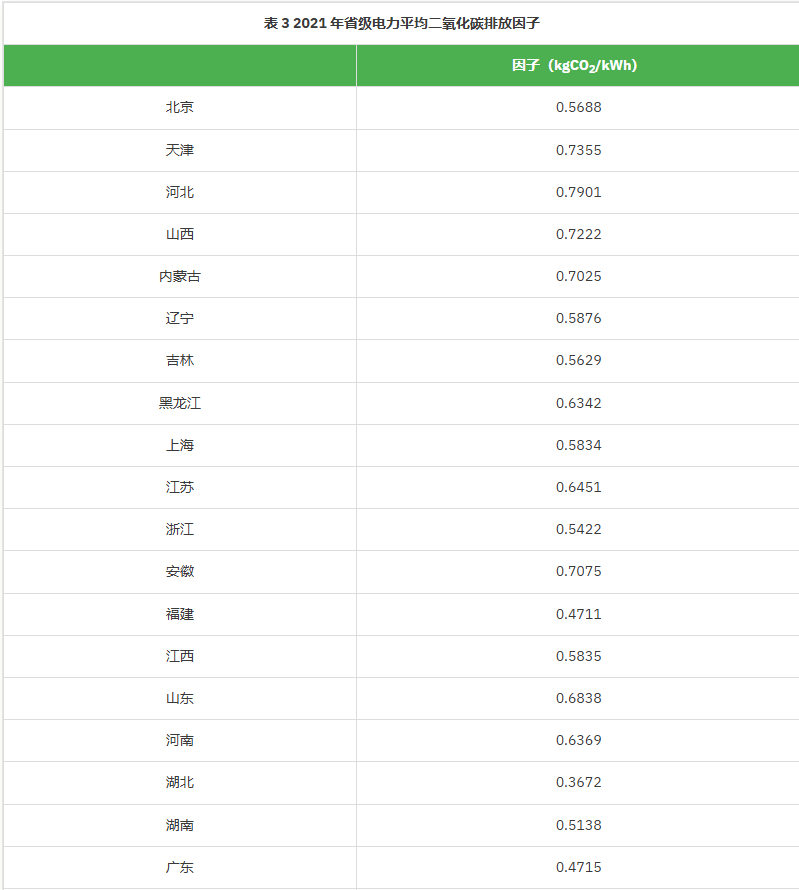 表 3 2021 年省级电力平均二氧化碳排放因子
因子（kgCO₂/kWh）
北京 0.5688
天津 0.7355
河北 0.7901
山西 0.7222
内蒙古 0.7025
辽宁 0.5876
吉林 0.5629
黑龙江 0.6342
上海 0.5834
江苏 0.6451
浙江 0.5422
安徽 0.7075
福建 0.4711
江西 0.5835
山东 0.6838
河南 0.6369
湖北 0.3672
湖南 0.5138
广东 0.4715